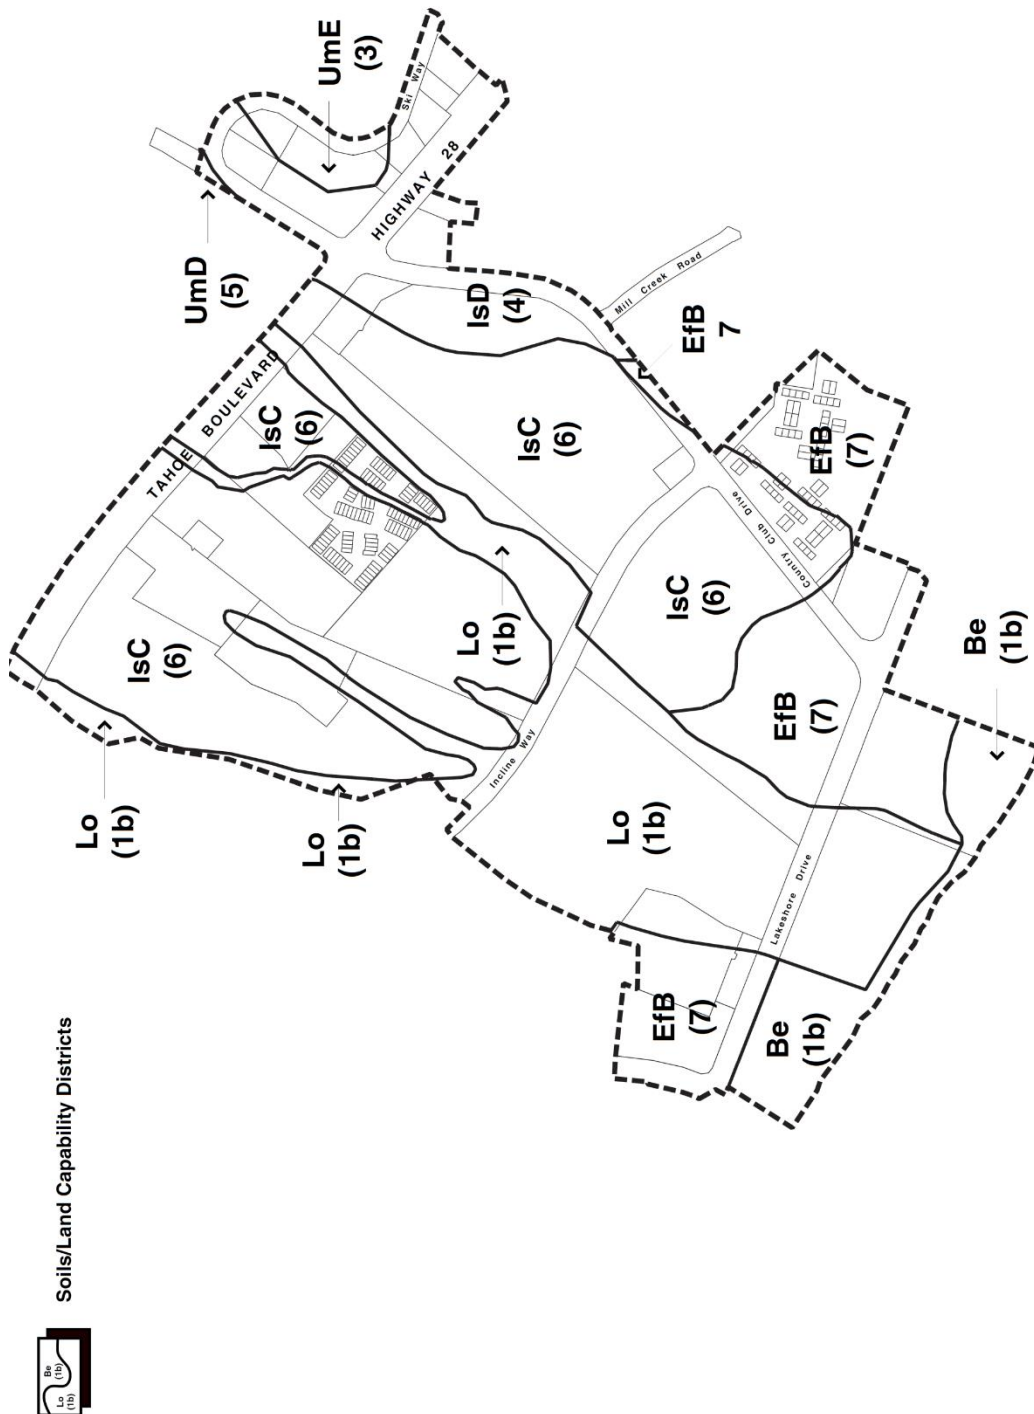 Soils/Land Capability Districts
Lo
(1b)
Be
(1b)
UmE
(3)
Ski Way
HIGHWAY 28
UmD
(5)
TAHOE BOULEVARD
IsD
(4)
Mill Creek Road
EfB
7
IsC
(6)
IsC
(6)
EfB
(7)
Country Club Drive
IsC
(6)
Lo
(1b)
IsC
(6)
Be
(1b)
EfB
(7)
Incline Way
Lo
(1b)
Lo
(1b)
Lo
(1b)
Lakeshore Drive
EfB
(7)
Be
(1b)